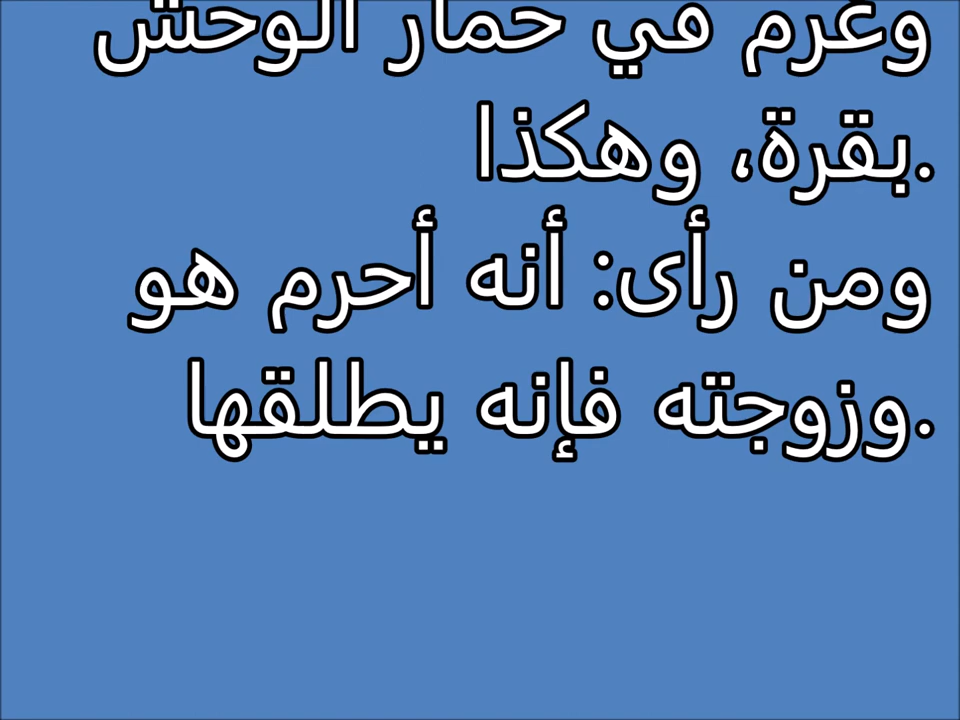 وغرم في حمار الوحش
بقرة، وهكذا.
ومن رأى: أنه أحرم هو
وزوجته فإنه يطلقها.